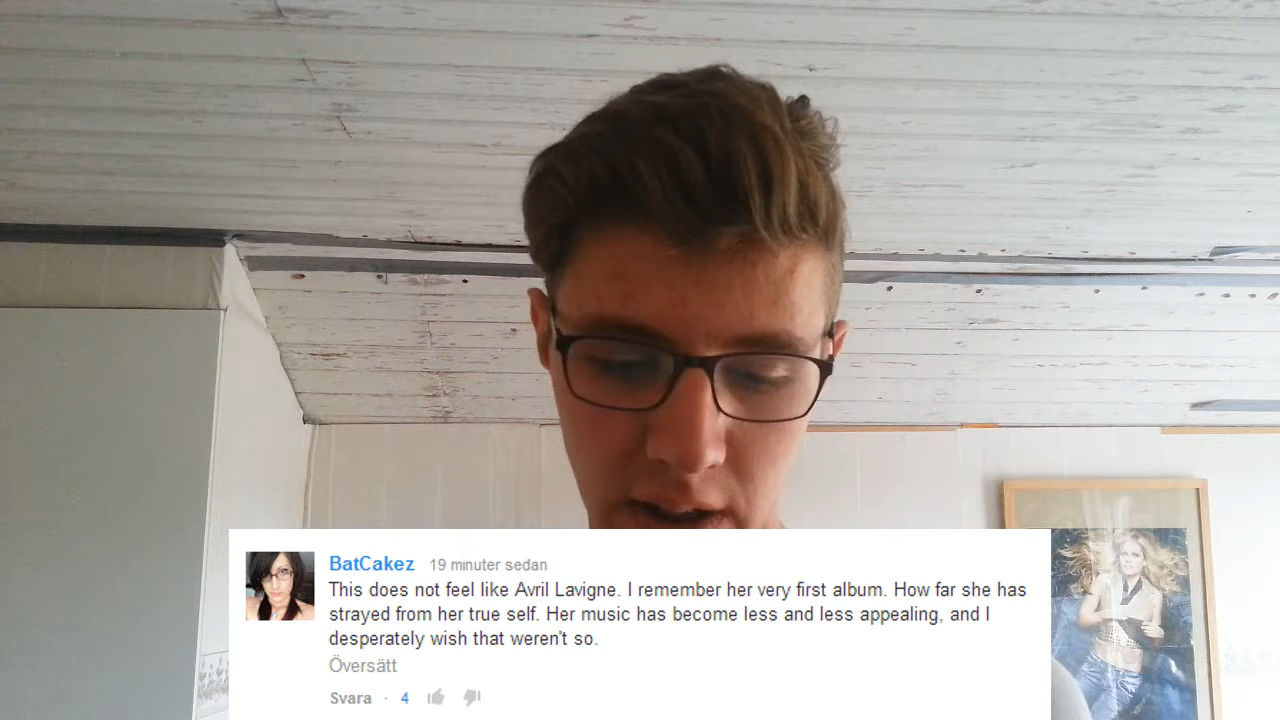 BatCakez 19 minuter sedan
This does not feel like Avril Lavigne. I remember her very first album. How far she has
strayed from her true self. Her music has become less and less appealing, and I
desperately wish that weren't so.
Översätt
Svara · 4